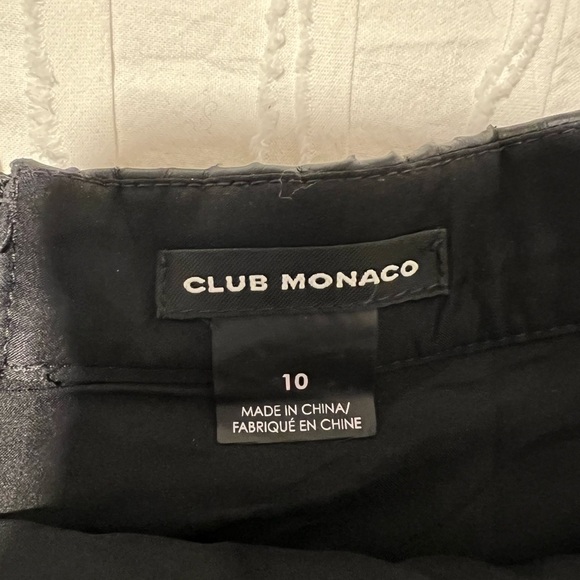 CLUB MONACO
10
MADE IN CHINA/
FABRIQUÉ EN CHINE